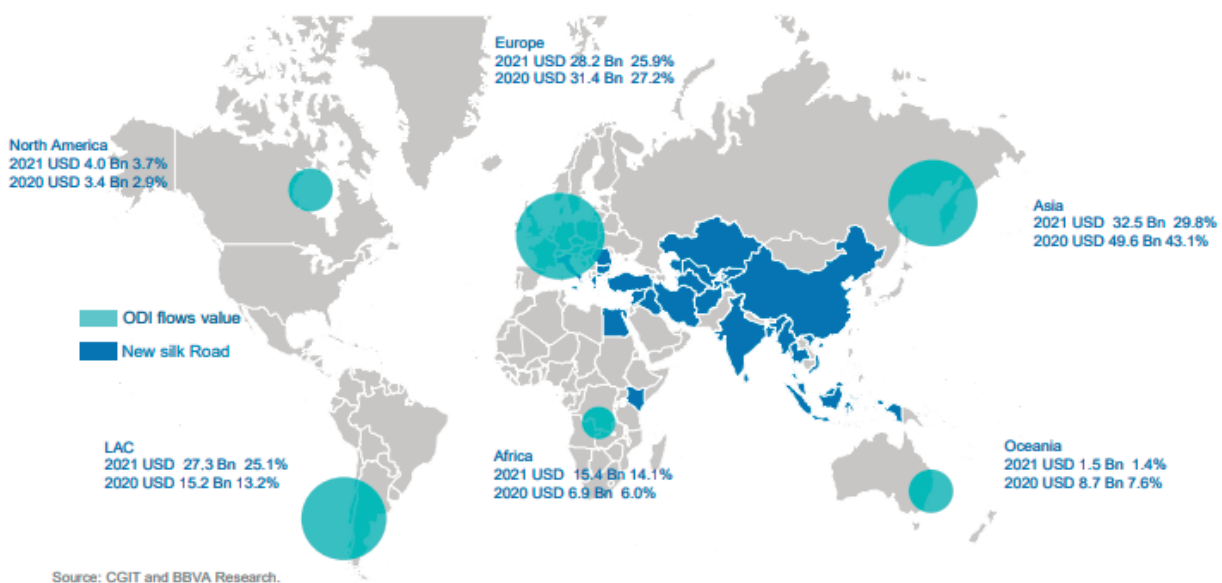 Europe
2021 USD 28.2 Bn 25.9%
2020 USD 31.4 Bn 27.2%
North America
2021 USD 4.0 Bn 3.7%
2020 USD 3.4 Bn 2.9%
Asia
2021 USD 32.5 Bn 29.8%
2020 USD 49.6 Bn 43.1%
ODI flows value
New silk Road
LAC
2021 USD 27.3 Bn 25.1%
2020 USD 15.2 Bn 13.2%
Africa
2021 USD 15.4 Bn 14.1%
2020 USD 6.9 Bn 6.0%
Oceania
2021 USD 1.5 Bn 1.4%
2020 USD 8.7 Bn 7.6%
Source: CGIT and BBVA Research.